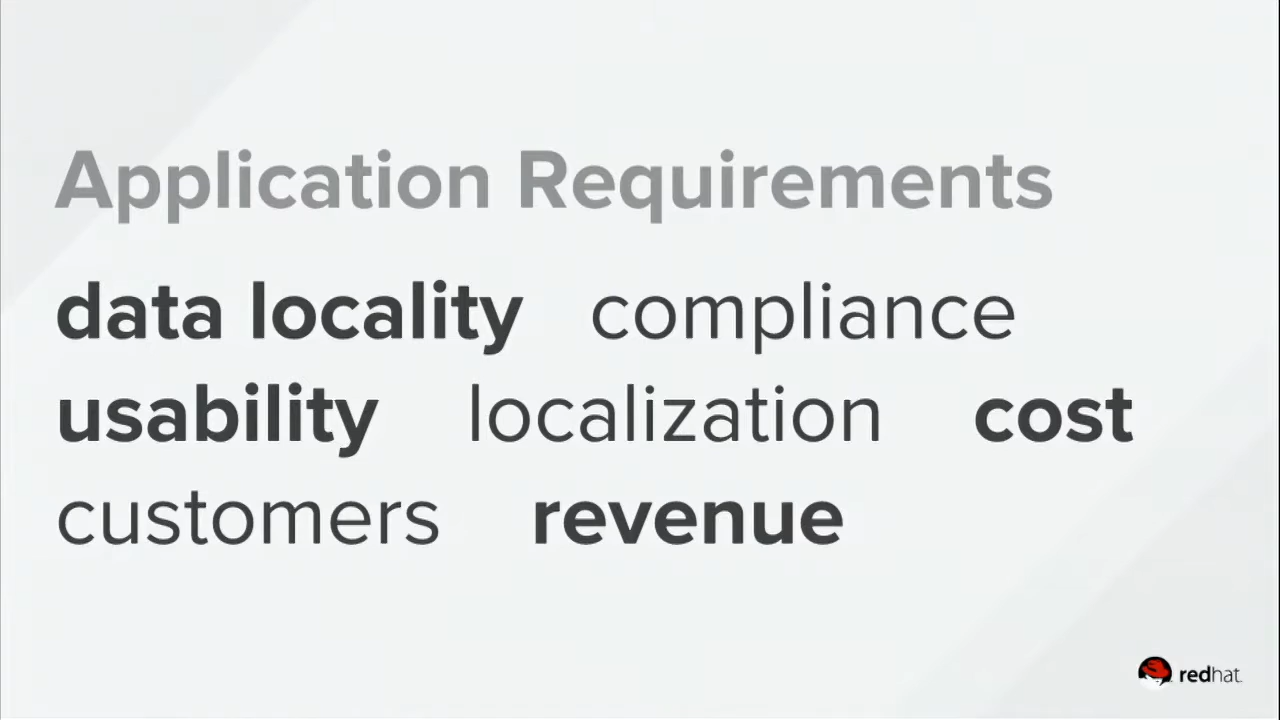 Application Requirements
data locality compliance
usability localization cost
customers revenue
redhat.